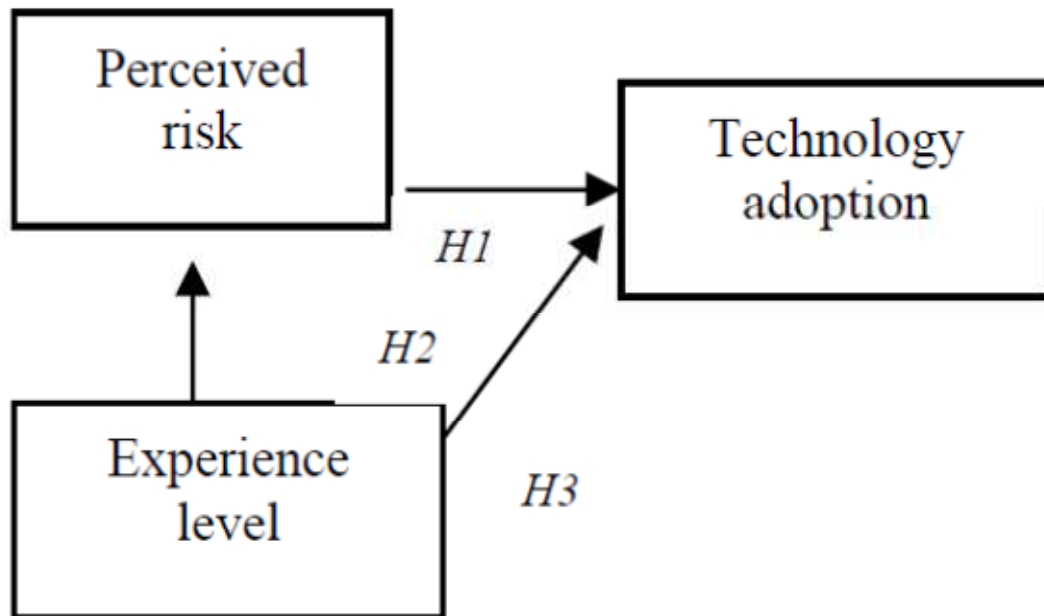 Perceived
risk
Technology
adoption
H1
H2
Experience
level
H3